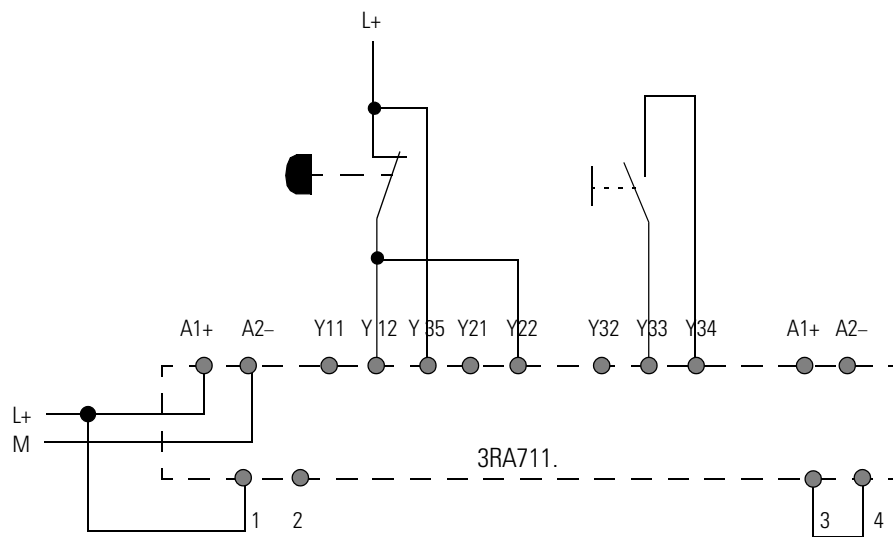 L+
A1+ A2– Y11 Y 12 Y 35 Y21 Y22 Y32 Y33 Y34 A1+ A2–
L+
M
3RA711.
1 2 3 4